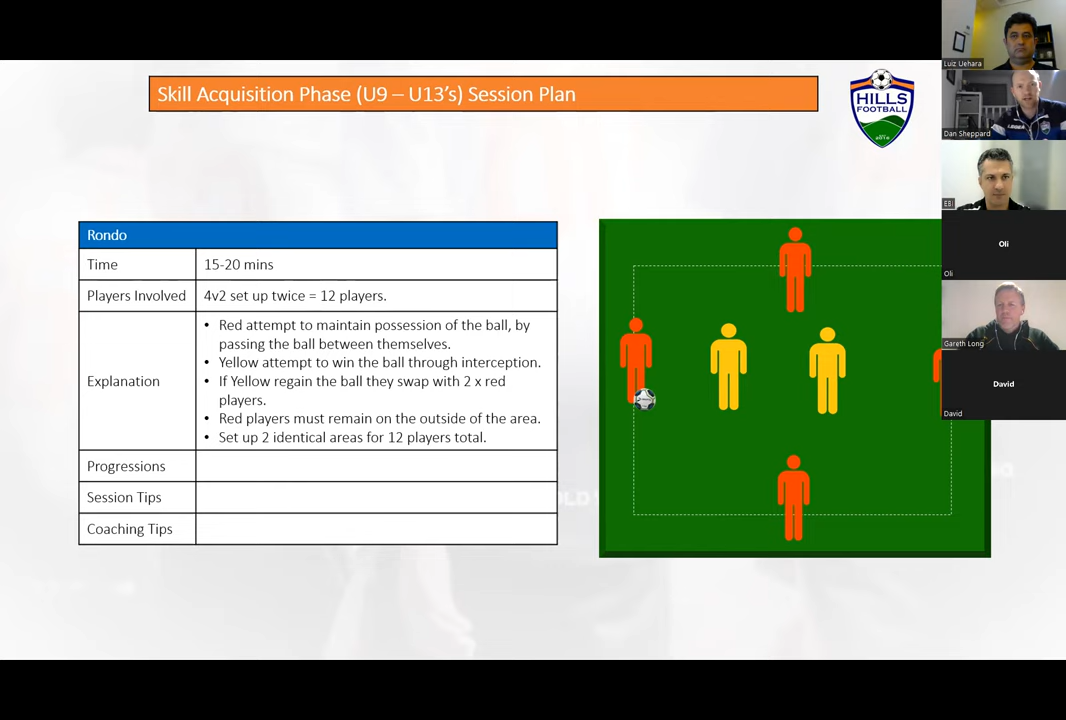 Skill Acquisition Phase (U9 – U13's) Session Plan
HILLS
FOOTBALL
2016
Rondo
Time 15-20 mins
Players Involved 4v2 set up twice = 12 players.
Explanation
• Red attempt to maintain possession of the ball, by
passing the ball between themselves.
• Yellow attempt to win the ball through interception.
• If Yellow regain the ball they swap with 2 x red
players.
• Red players must remain on the outside of the area.
• Set up 2 identical areas for 12 players total.
Progressions
Session Tips
Coaching Tips
Luiz Uehara
Dan Sheppard
EBI
Oli
Oli
Gareth Long
David
David